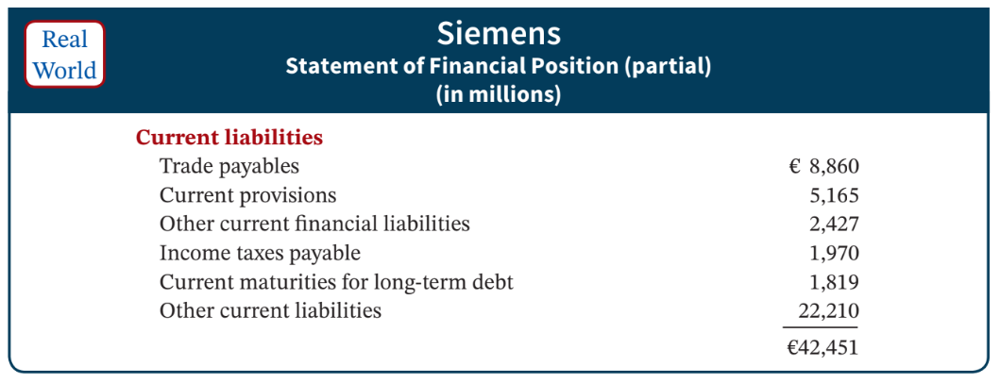 Real
World
Siemens
Statement of Financial Position (partial)
(in millions)
Current liabilities
Trade payables € 8,860
Current provisions 5,165
Other current financial liabilities 2,427
Income taxes payable 1,970
Current maturities for long-term debt 1,819
Other current liabilities 22,210
€42,451